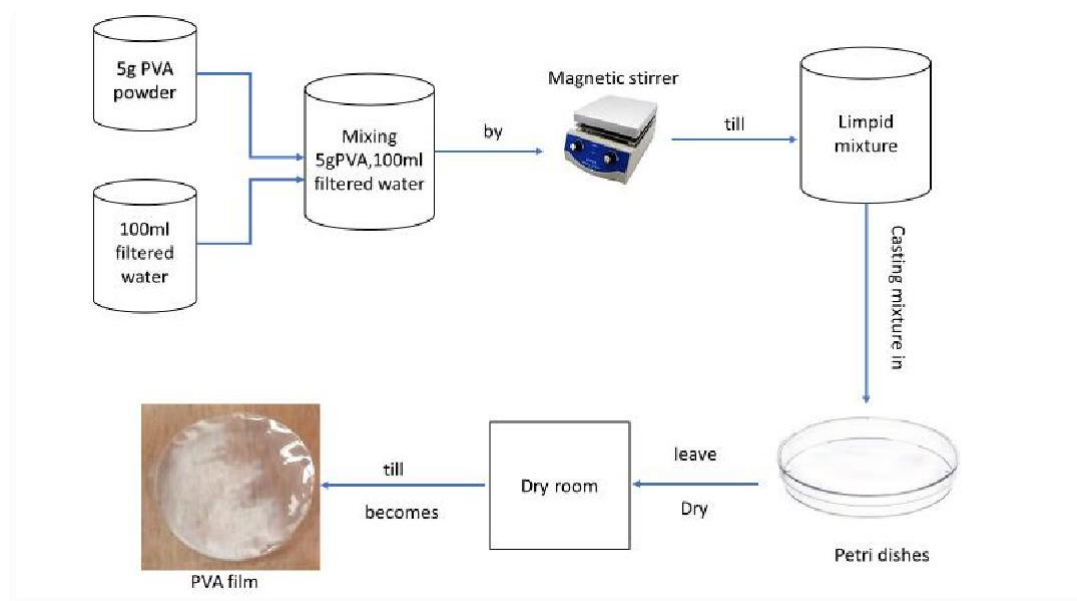 5g PVA
powder
100ml
filtered
water
Mixing
5gPVA,100ml
filtered water
by
Magnetic stirrer
till
Limpid
mixture
Casting mixture in
Petri dishes
leave
Dry
Dry room
till
becomes
PVA film